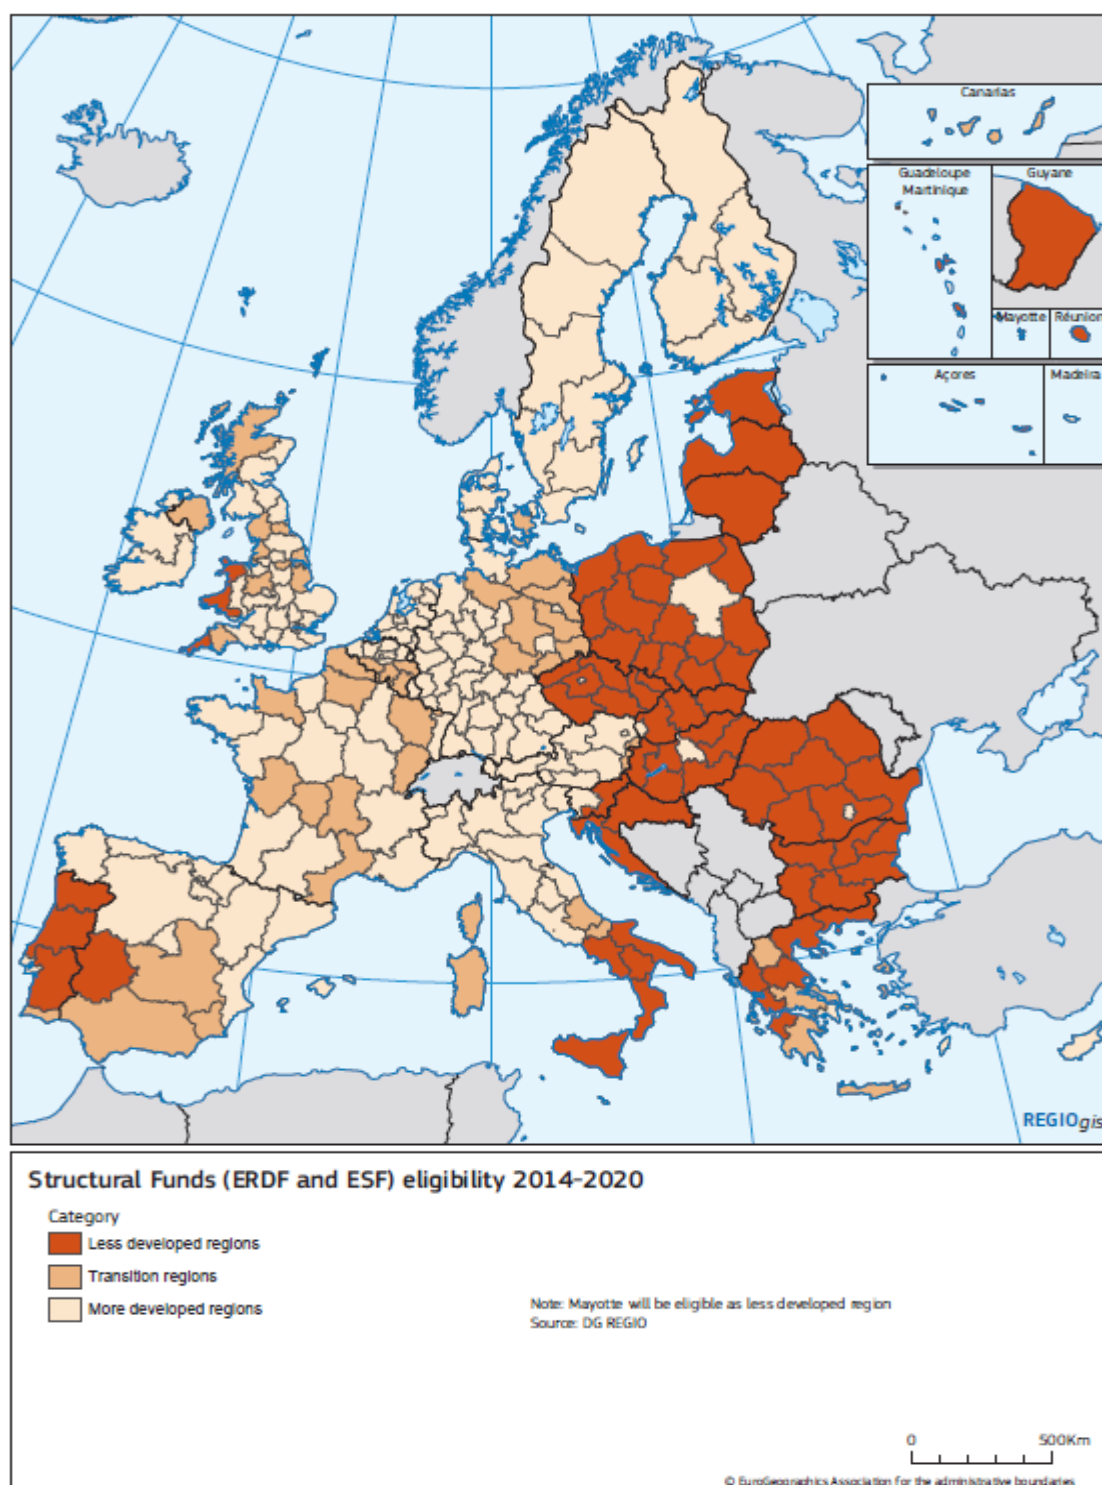 Canarias
Guadeloupe
Martinique
Guyane
Mayotte
Réunion
Açores
Madeira
REGIOgis
Structural Funds (ERDF and ESF) eligibility 2014-2020
Category
Less developed regions
Transition regions
More developed regions
Note: Mayotte will be eligible as less developed region
Source: DG REGIO
0 500Km
© EuroGeographics Association for the administrative boundaries